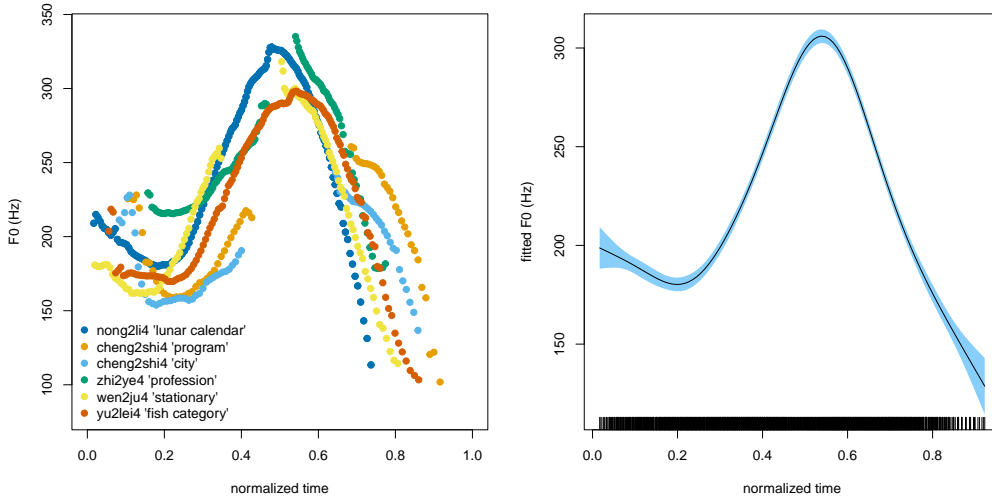 350
300
250
200
150
100
F0 (Hz)
nong2li4 'lunar calendar'
cheng2shi4 'program'
cheng2shi4 'city'
zhi2ye4 'profession'
wen2ju4 'stationary'
yu2lei4 'fish category'
0.0 0.2 0.4 0.6 0.8 1.0
normalized time
300
250
200
150
fitted F0 (Hz)
0.0 0.2 0.4 0.6 0.8
normalized time